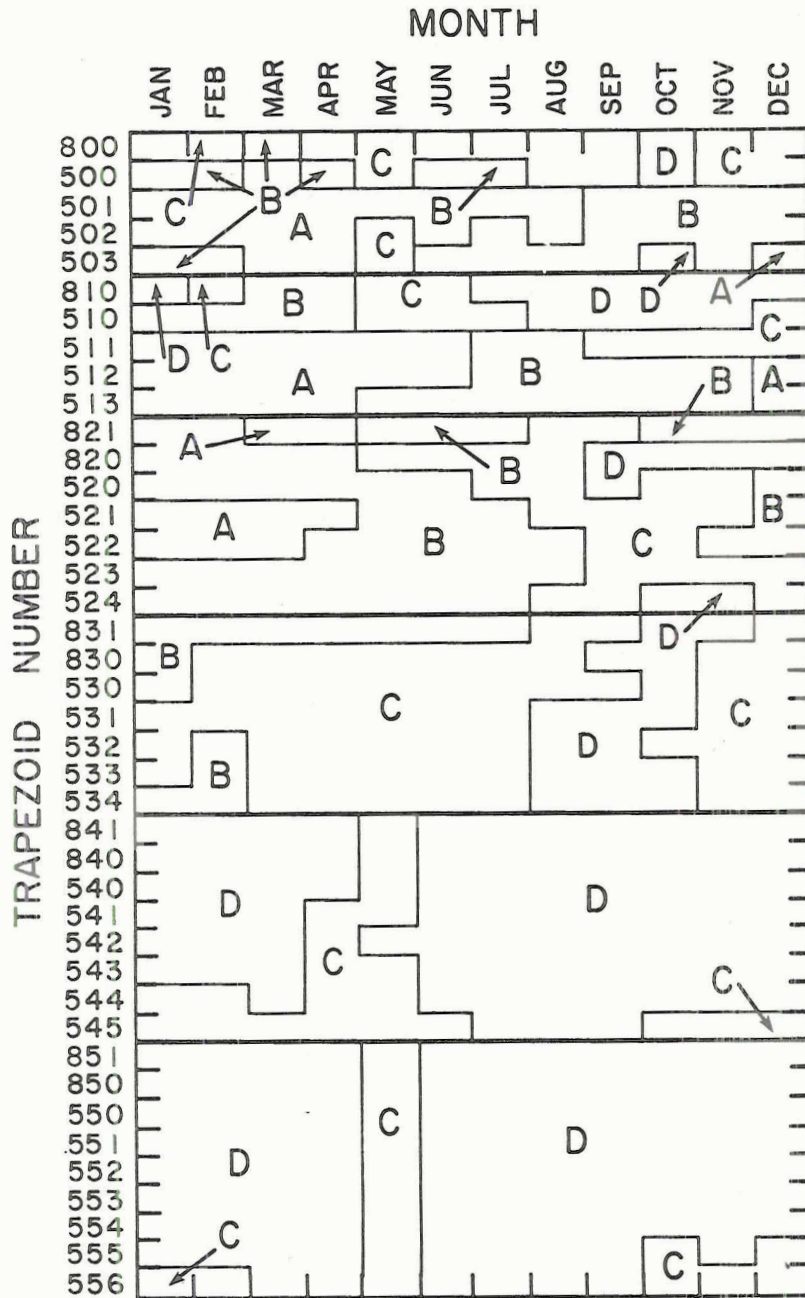 MONTH
JAN FEB MAR APR MAY JUN JUL AUG SEP OCT NOV DEC
TRAPEZOID NUMBER
800 C D C
500
B
501 C B B
A
502 C
503
810 B C D D A
510 C
511 D C
512 A B B A
513
821
A
820 B D
520
521 B
A
522 B C
523
524
831 D
830 B
530
531 C C
532 D
533 B
534
841
840
540 D D
541
542
543 C
544 C
545
851
850
550 C
551 D
552 D
553
554 C
555 C
556